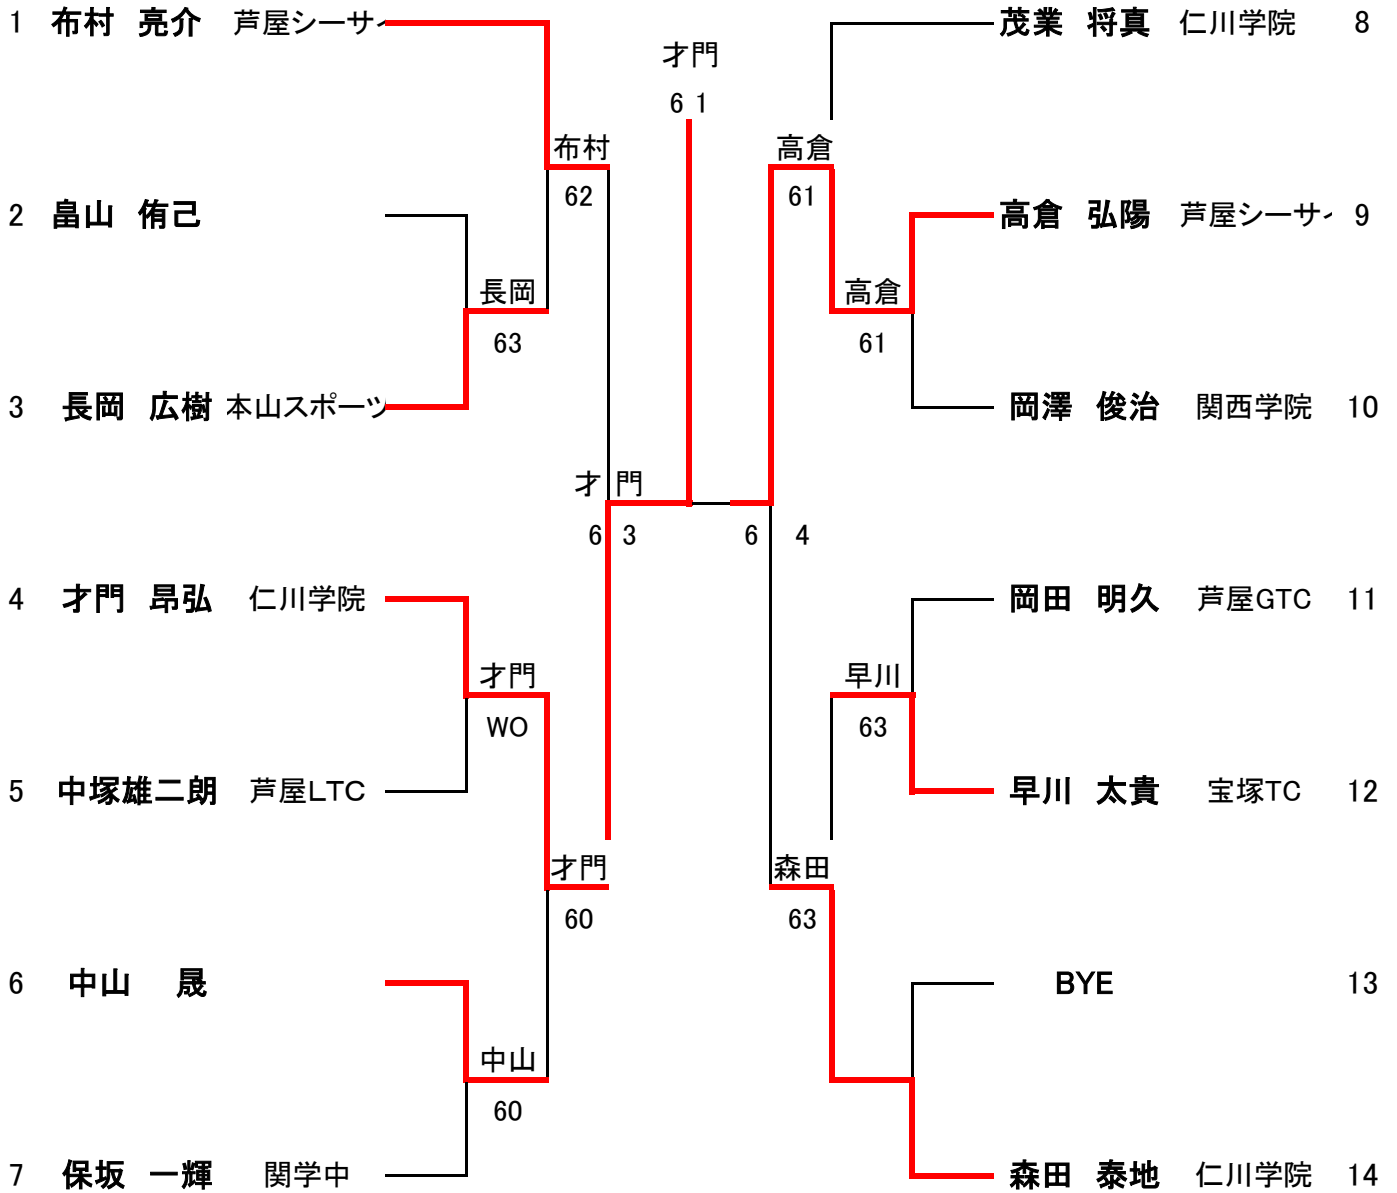 1 布村 亮介 芦屋シーサイ
茂業 将真 仁川学院 8
才門
6 1
布村
62
高倉
61
2 畠山 侑己
高倉 弘陽 芦屋シーサイ 9
長岡
63
高倉
61
3 長岡 広樹 本山スポーツ
岡澤 俊治 関西学院 10
才 門
6 3
6 4
4 才門 昂弘 仁川学院
岡田 明久 芦屋GTC 11
才門
WO
早川
63
5 中塚雄二朗 芦屋LTC
早川 太貴 宝塚TC 12
才門
60
森田
63
6 中山 晟
BYE 13
中山
60
7 保坂 一輝 関学中
森田 泰地 仁川学院 14